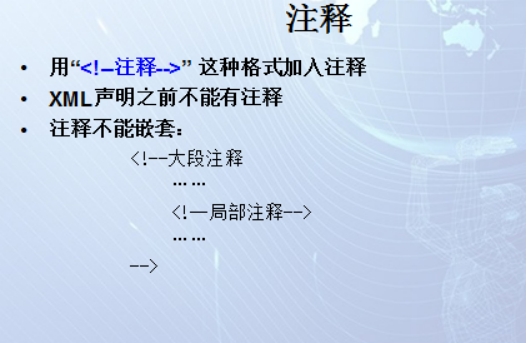 注释
• 用“<!--注释-->” 这种格式加入注释
• XML声明之前不能有注释
• 注释不能嵌套：
<!--大段注释
……
<!—局部注释-->
……
-->